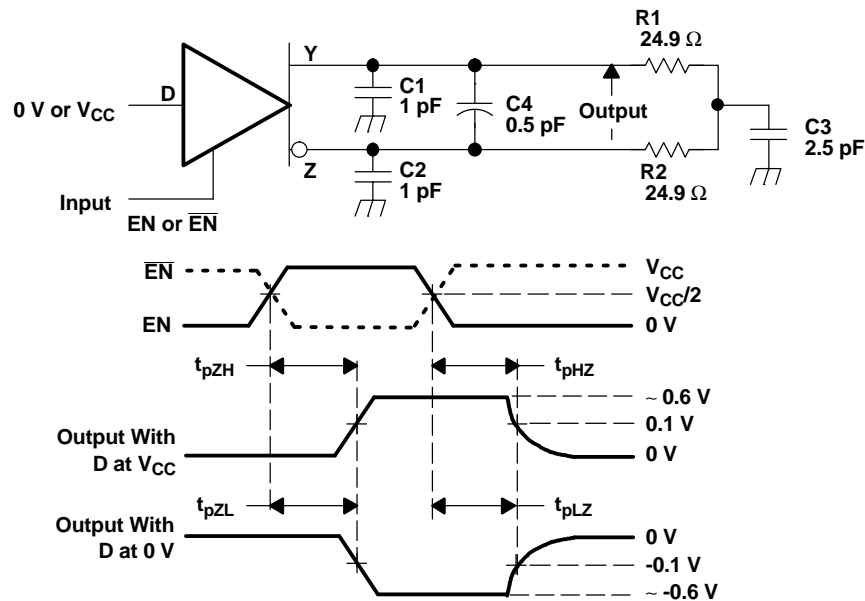 R1
24.9 Ω
Y
D
0 V or VCC
C1
1 pF
C4
0.5 pF
Output
C3
2.5 pF
Z
C2
1 pF
R2
24.9 Ω
Input
EN or E̅N̅
E̅N̅
VCC
VCC/2
EN
0 V
tpZH
tpHZ
~ 0.6 V
0.1 V
Output With
D at VCC
0 V
tpZL
tpLZ
Output With
D at 0 V
0 V
-0.1 V
~ -0.6 V